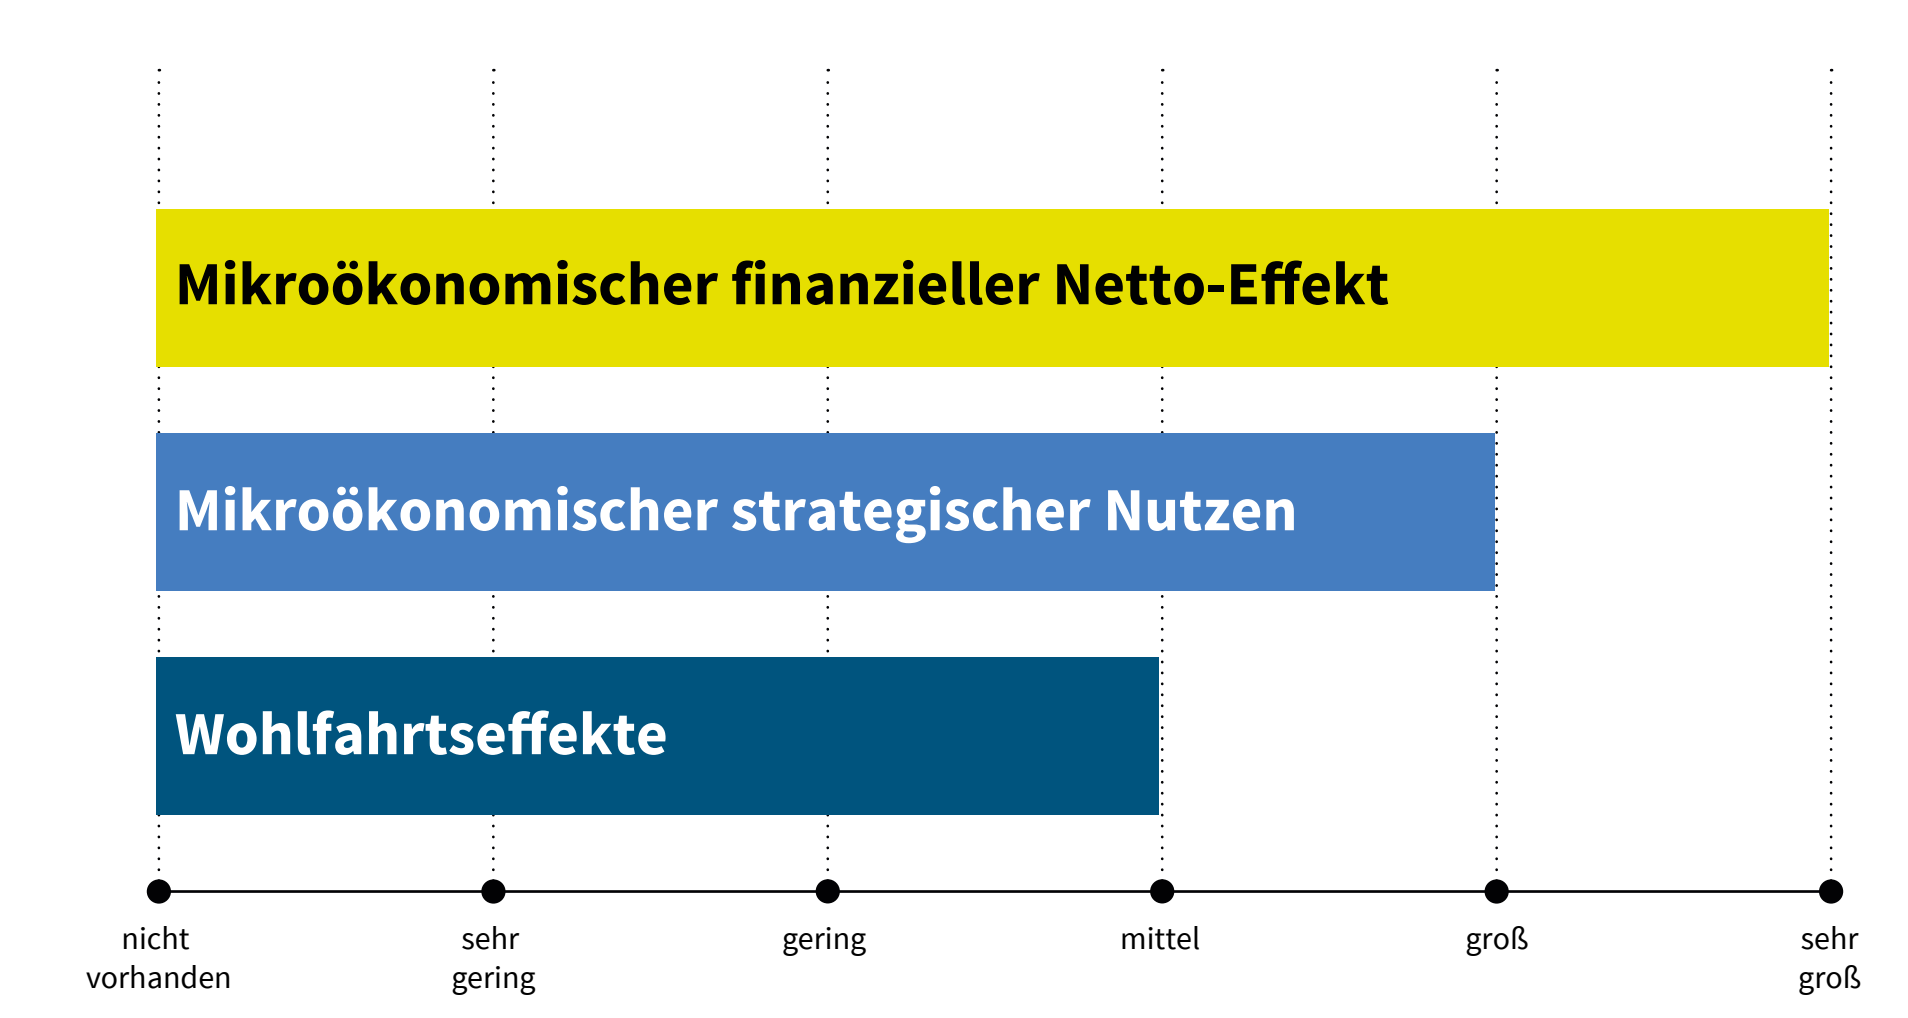 Mikroökonomischer finanzieller Netto-Effekt
Mikroökonomischer strategischer Nutzen
Wohlfahrtseffekte
nicht
vorhanden
sehr
gering
gering
mittel
groß
sehr
groß